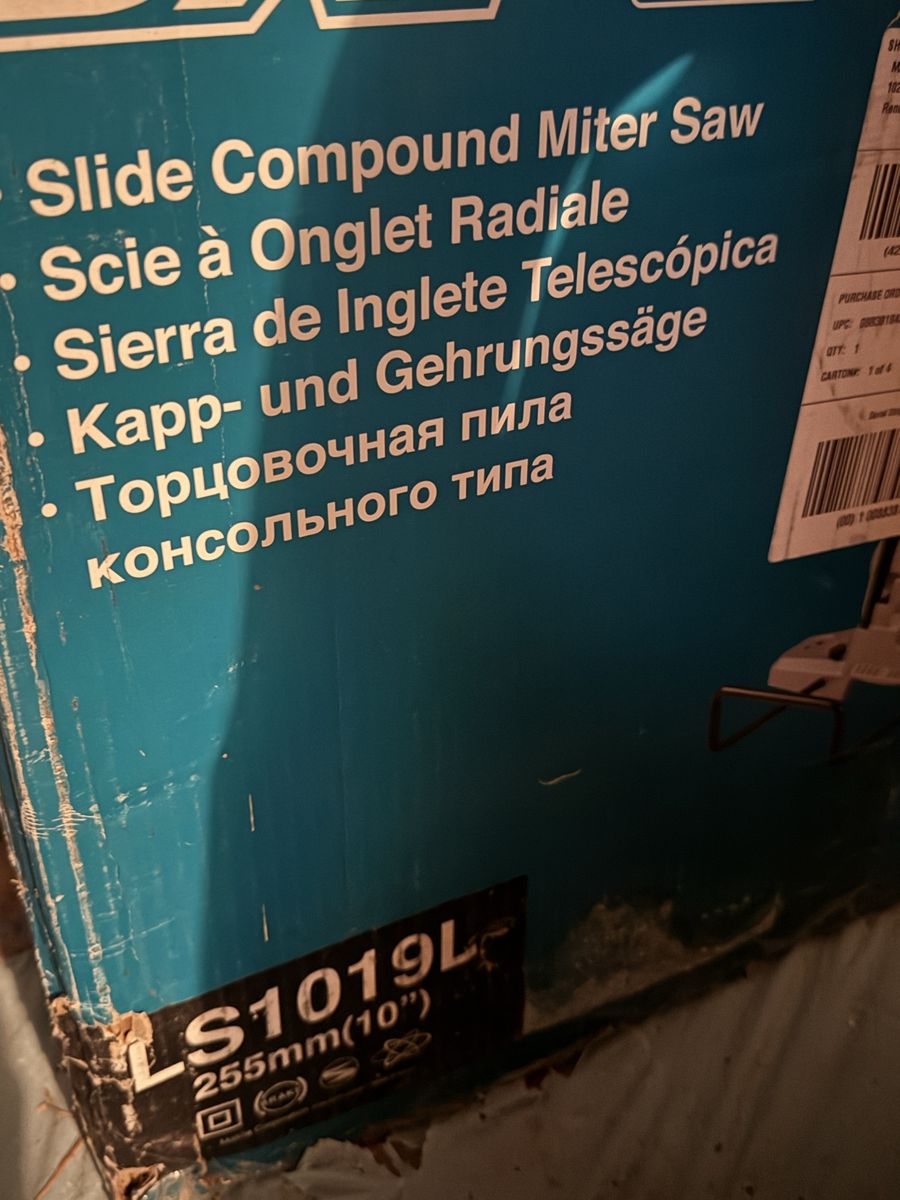 • Slide Compound Miter Saw
• Scie à Onglet Radiale
• Sierra de Inglete Telescópica
• Kapp- und Gehrungssäge
• Торцовочная пила
консольного типа
PURCHASE
UPC:
QTY: 1
CARTON#: 1 of 4
LS1019L
255mm(10")